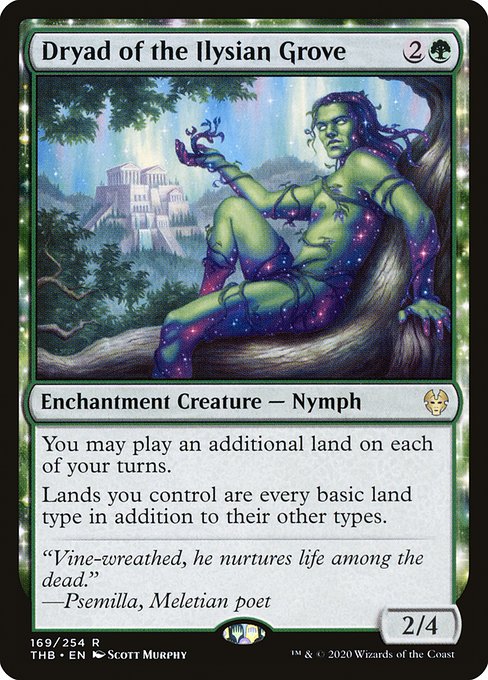 Dryad of the Ilysian Grove 2
Enchantment Creature — Nymph
You may play an additional land on each
of your turns.
Lands you control are every basic land
type in addition to their other types.
“Vine-wreathed, he nurtures life among the
dead.”
—Psemilla, Meletian poet
2/4
169/254 R
THB • EN Scott Murphy
™ & © 2020 Wizards of the Coast